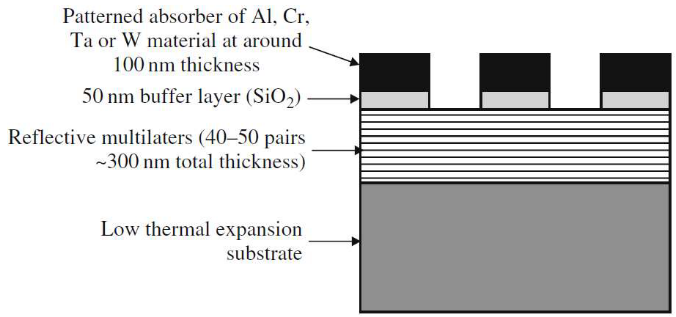 Patterned absorber of Al, Cr,
Ta or W material at around
100 nm thickness
50 nm buffer layer (SiO₂)
Reflective multilaters (40–50 pairs
~300 nm total thickness)
Low thermal expansion
substrate